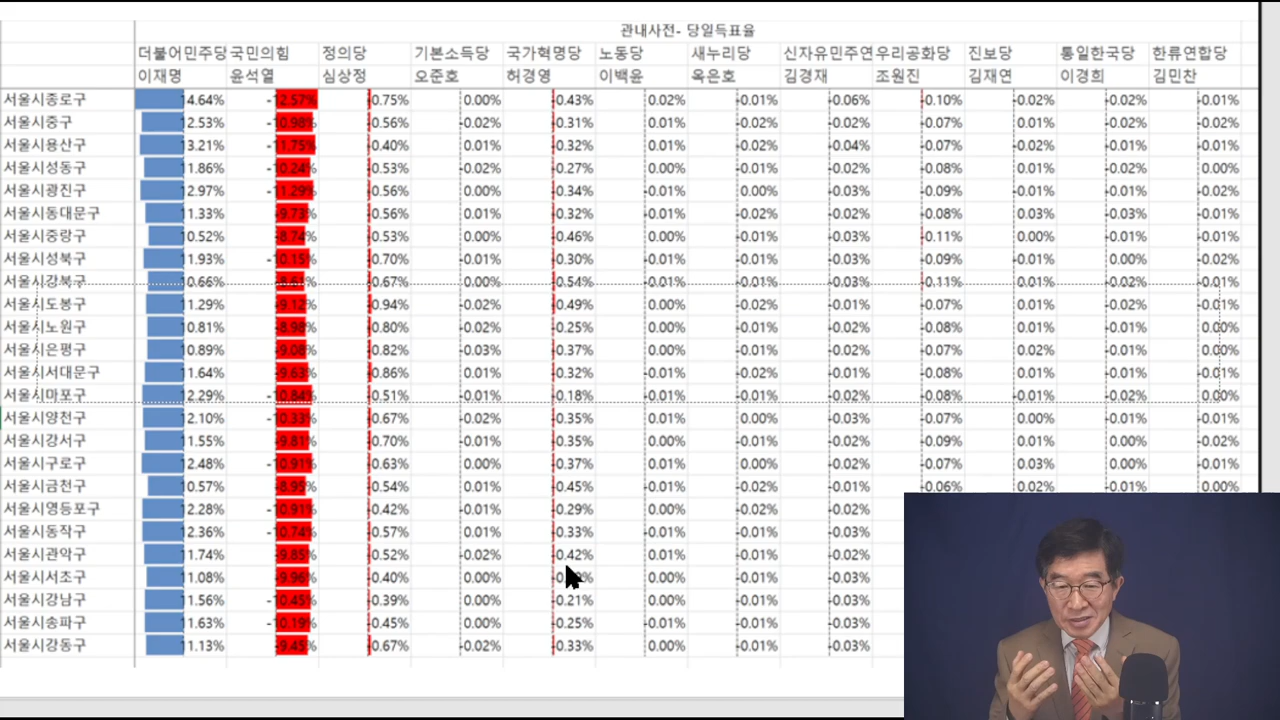 관내사전- 당일득표율
더불어민주당 국민의힘 정의당 기본소득당 국가혁명당 노동당 새누리당 신자유민주연 우리공화당 진보당 통일한국당 한류연합당
이재명 윤석열 심상정 오준호 허경영 이백윤 옥은호 김경재 조원진 김재연 이경희 김민찬
서울시종로구 14.64% -12.57% -0.75% 0.00% -0.43% 0.02% -0.01% -0.06% -0.10% -0.02% -0.02% -0.01%
서울시중구 12.53% -10.98% -0.56% -0.02% -0.31% 0.01% -0.02% -0.02% -0.07% -0.01% -0.02% -0.02%
서울시용산구 13.21% -11.75% -0.40% 0.01% -0.32% 0.01% -0.02% -0.04% -0.07% -0.02% -0.01% 0.00%
서울시성동구 11.86% -10.24% -0.53% -0.02% -0.27% 0.00% -0.01% -0.02% -0.08% 0.01% -0.02% 0.00%
서울시광진구 12.97% -11.29% -0.56% 0.00% -0.34% -0.01% 0.00% -0.03% -0.09% 0.01% -0.01% -0.02%
서울시동대문구 11.33% -9.73% -0.56% 0.01% -0.32% -0.01% -0.02% -0.02% -0.08% 0.03% -0.03% -0.01%
서울시중랑구 10.52% -8.74% -0.53% 0.00% -0.46% 0.00% -0.01% -0.03% -0.11% 0.00% -0.01% -0.01%
서울시성북구 11.93% -10.15% -0.70% -0.01% -0.30% 0.00% -0.01% -0.03% -0.09% -0.01% 0.00% -0.02%
서울시강북구 10.66% -0.67% 0.01% -0.54% -0.01% -0.01% -0.03% -0.11% 0.01% -0.02% -0.01%
서울시도봉구 11.29% -9.12% -0.94% -0.02% -0.49% 0.00% -0.02% -0.01% -0.07% 0.01% -0.02% -0.01%
서울시노원구 10.81% -8.98% -0.80% -0.02% -0.25% 0.00% -0.01% -0.02% -0.08% 0.01% -0.01% 0.00%
서울시은평구 10.89% -9.08% -0.82% -0.03% -0.37% 0.00% -0.01% -0.02% -0.07% 0.02% -0.01% 0.00%
서울시서대문구 11.64% -9.63% -0.86% 0.01% -0.32% -0.01% -0.02% -0.01% -0.08% 0.01% -0.01% -0.01%
서울시마포구 12.29% -10.84% -0.51% -0.01% -0.18% -0.01% -0.01% -0.02% -0.08% -0.01% -0.02% 0.00%
서울시양천구 12.10% -10.33% -0.67% -0.02% -0.35% 0.01% 0.00% -0.03% -0.07% 0.00% -0.01% -0.01%
서울시강서구 11.55% -9.81% -0.70% -0.01% -0.35% 0.00% -0.01% -0.02% -0.09% 0.01% 0.00% -0.02%
서울시구로구 12.48% -10.91% -0.63% 0.00% -0.37% 0.01% 0.00% -0.02% -0.07% 0.03% 0.00% -0.01%
서울시금천구 10.57% -8.95% -0.54% 0.01% -0.45% 0.01% -0.02% -0.01% -0.06% 0.02% -0.01% 0.00%
서울시영등포구 12.28% -10.91% -0.42% -0.01% -0.29% 0.00% -0.02% -0.02%
서울시동작구 12.36% -10.74% -0.57% 0.01% -0.33% -0.01% -0.01% -0.02%
서울시관악구 11.74% -9.85% -0.52% -0.02% -0.42% 0.01% -0.01% -0.02%
서울시서초구 11.08% -9.96% -0.40% 0.00% 0.00% -0.01% -0.03%
서울시강남구 11.56% -10.45% -0.39% 0.00% -0.21% 0.00% -0.01% -0.03%
서울시송파구 11.63% -10.19% -0.45% 0.00% -0.25% 0.00% -0.01% -0.03%
서울시강동구 11.13% -9.45% -0.67% -0.02% -0.33% 0.00% -0.01% -0.03%